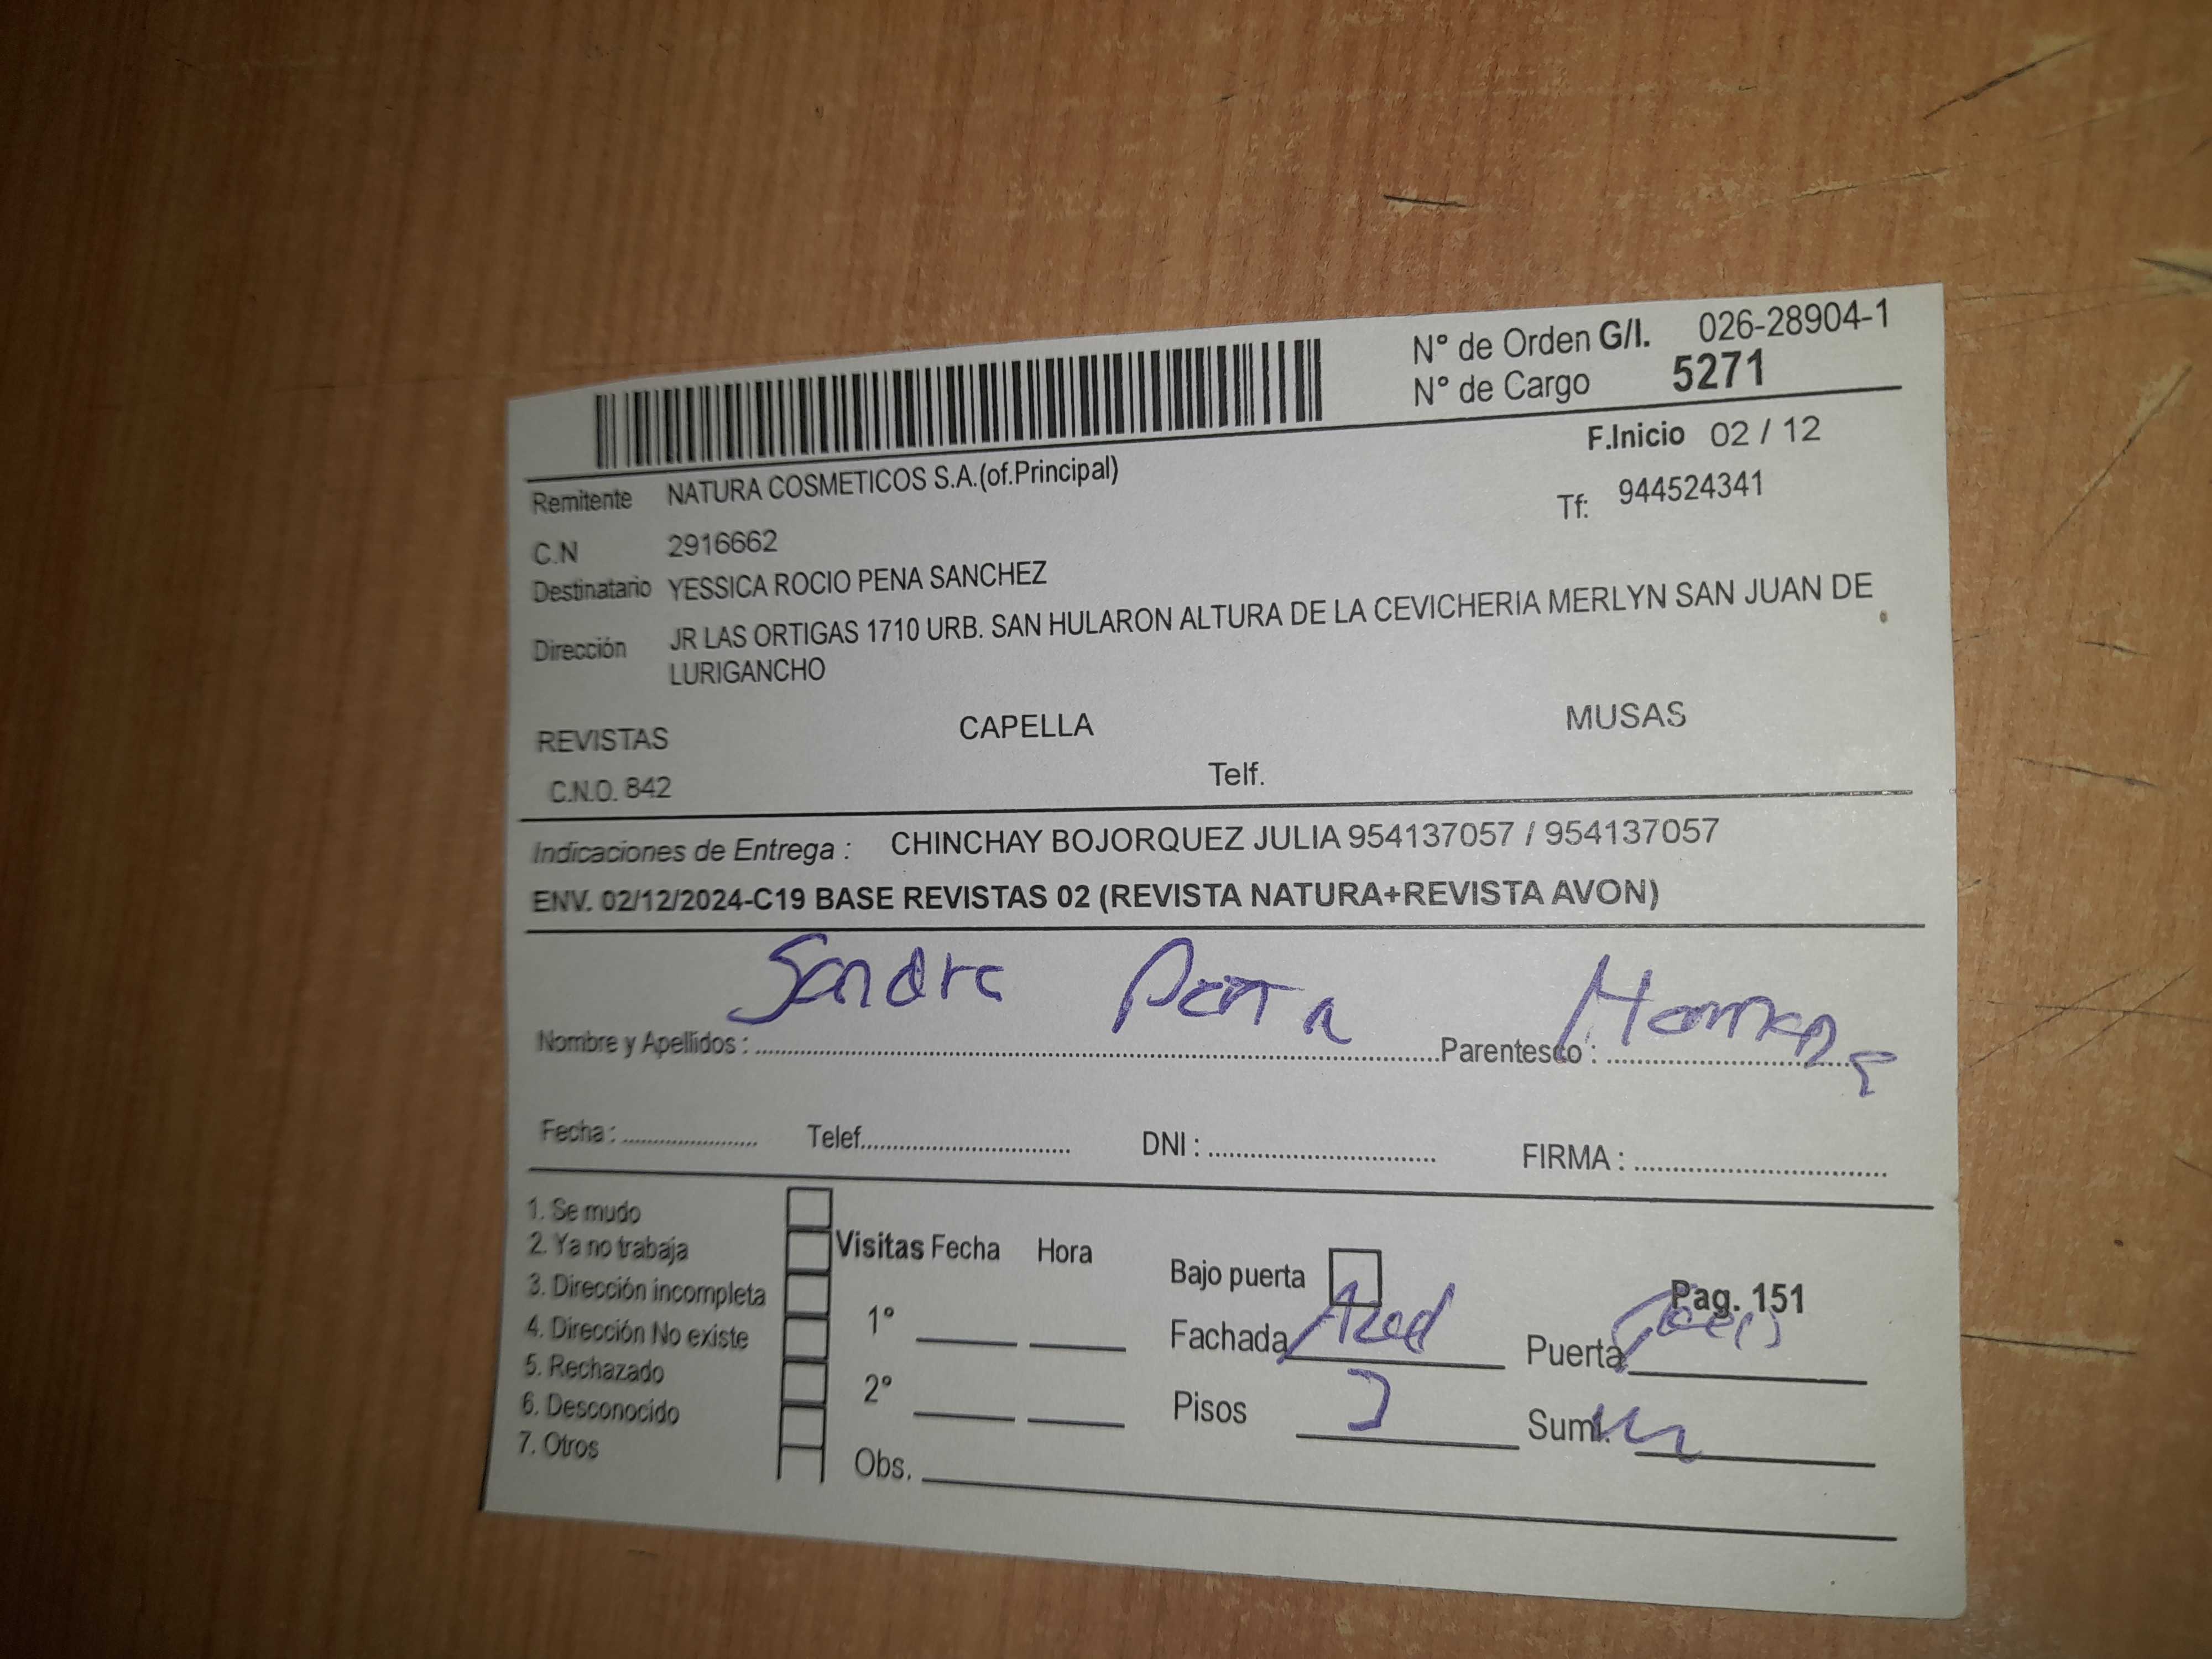 N° de Orden G/I. 026-28904-1
N° de Cargo 5271
F.Inicio 02 / 12
Remitente NATURA COSMETICOS S.A.(of.Principal)
Tf: 944524341
C.N 2916662
Destinatario YESSICA ROCIO PENA SANCHEZ
Dirección JR LAS ORTIGAS 1710 URB. SAN HULARON ALTURA DE LA CEVICHERIA MERLYN SAN JUAN DE
LURIGANCHO
REVISTAS CAPELLA MUSAS
C.N.O. 842 Telf.
Indicaciones de Entrega : CHINCHAY BOJORQUEZ JULIA 954137057 / 954137057
ENV. 02/12/2024-C19 BASE REVISTAS 02 (REVISTA NATURA+REVISTA AVON)
Nombre y Apellidos : Sandra Parentesco :
Fecha : Telef. DNI : FIRMA :
1. Se mudo
2. Ya no trabaja
3. Dirección incompleta
4. Dirección No existe
5. Rechazado
6. Desconocido
7. Otros
Visitas Fecha Hora
1°
2°
Obs.
Bajo puerta
Pag. 151
Fachada Puerta
Pisos Sumi.